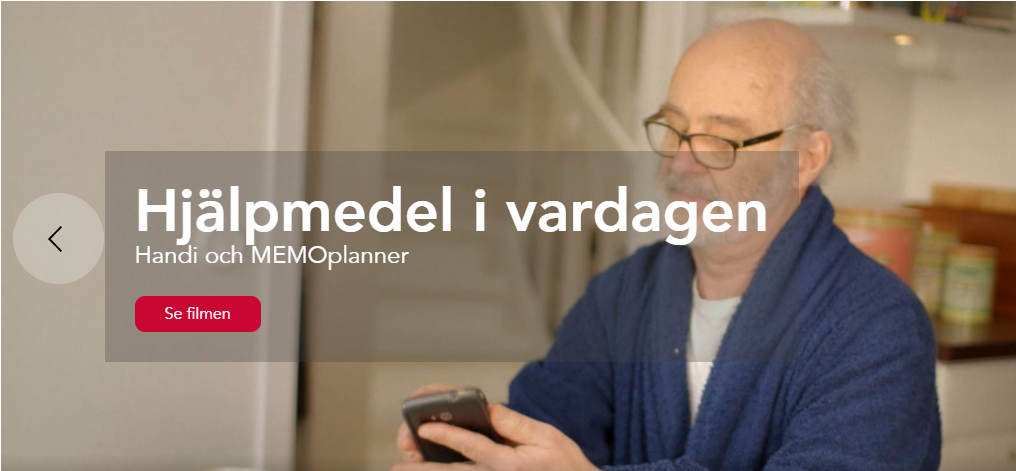 Hjälpmedel i vardagen
Handi och MEMOplanner
Se filmen